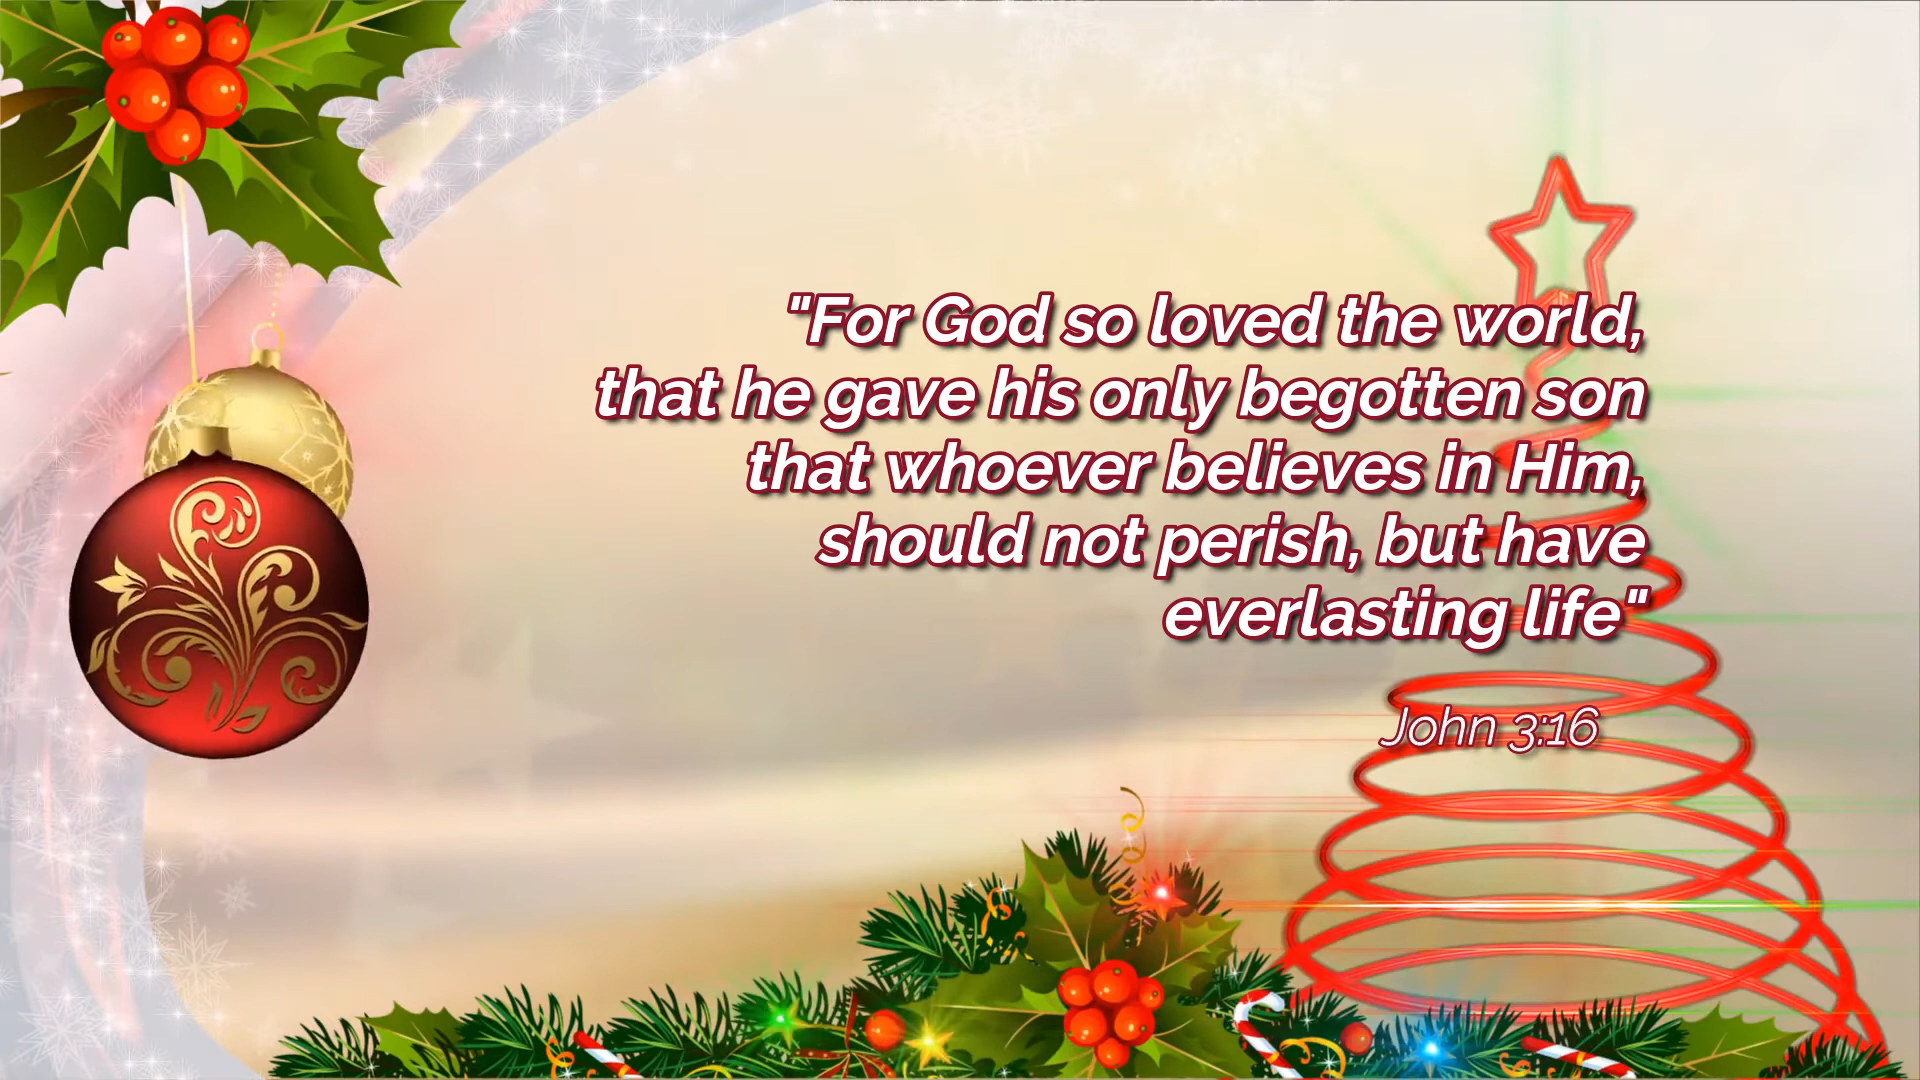 "For God so loved the world,
that he gave his only begotten son
that whoever believes in Him,
should not perish, but have
everlasting life"
John 3:16